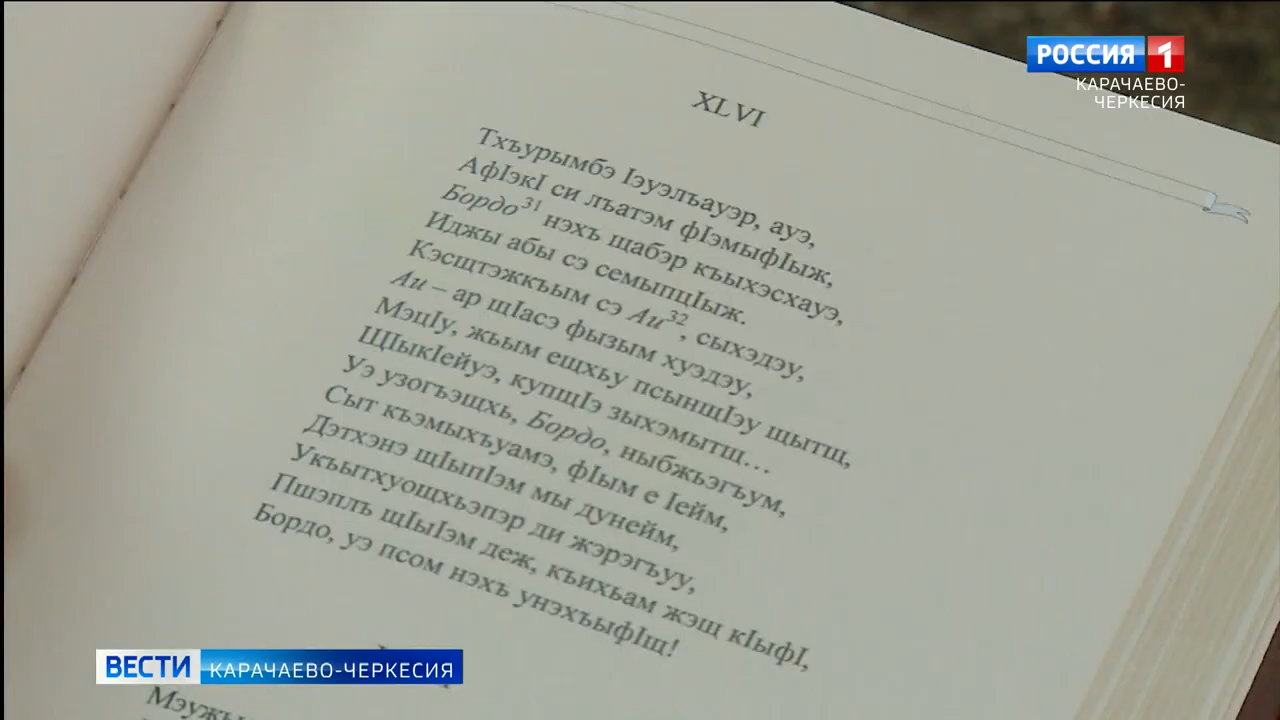 РОССИЯ 1
КАРАЧАЕВО-
ЧЕРКЕСИЯ
XLVI
Тхъурымбэ Iэуэлъауэр, ауэ,
АфIэкI си лъатэм фIэмыфIыж,
Бордо31 нэхъ щабэр къыхэсхауэ,
Иджы абы сэ семыпцIыж.
Кэсщтэжкъым сэ Аи32, сыхэдэу,
Аи – ар щIасэ фызым хуэдэу,
МэцIу, жьым ещхьу псынщIэу щытщ,
ЩIыкIейуэ, купщIэ зыхэмытщ...
Уэ узогъэщхь, Бордо, ныбжьэгъум,
Сыт къэмыхъуамэ, фIым е Iейм,
Дэтхэнэ щIыпIэм мы дунейм,
Укъытхуощхьэпэр ди жэрэгъуу,
Пшэплъ щIыIэм деж, къихьам жэщ кIыфI,
Бордо, уэ псом нэхъ унэхъыфIщ!
ВЕСТИ КАРАЧАЕВО-ЧЕРКЕСИЯ